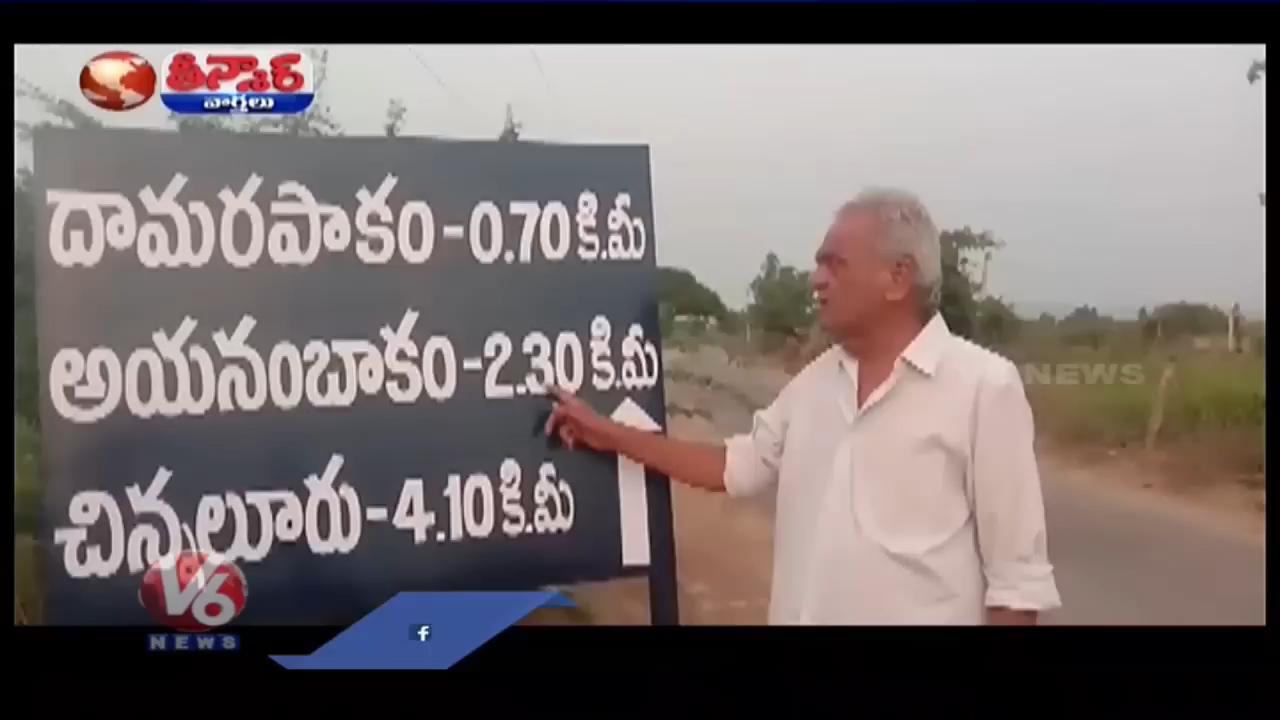 తీన్మార్
వార్తలు
దామరపాకం-0.70 కి.మీ
అయనంబాకం-2.30 కి.మీ
చిన్నలూరు-4.10 కి.మీ
NEWS
V6
NEWS
f